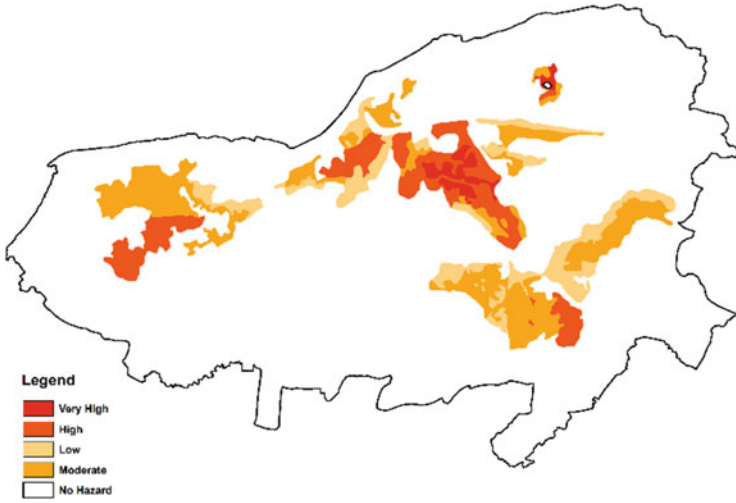 Legend
Very High
High
Low
Moderate
No Hazard